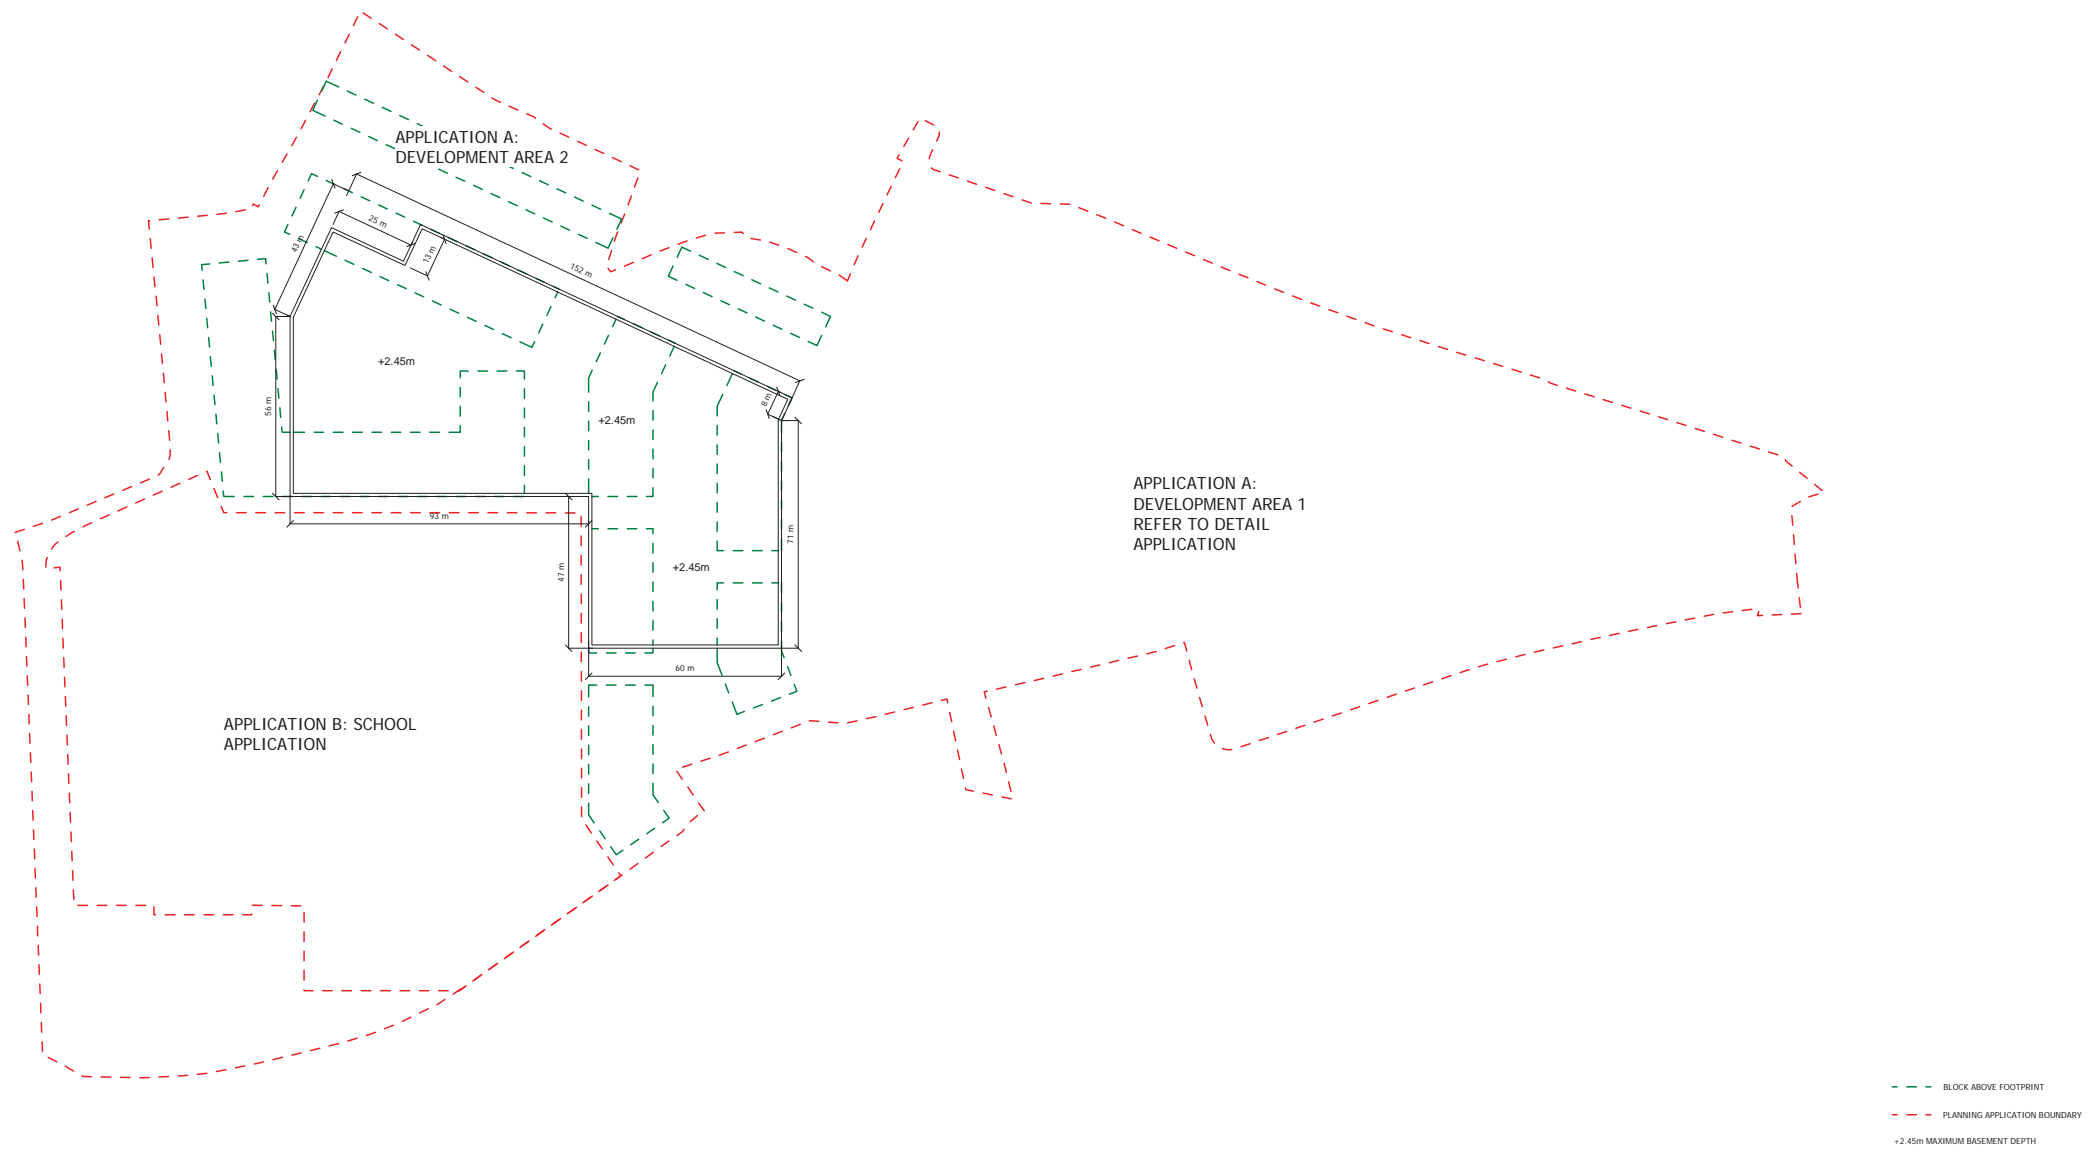 APPLICATION A:
DEVELOPMENT AREA 2
25 m
43 m
13 m
152 m
+2.45m
56 m
8 m
+2.45m
93 m
71 m
47 m
+2.45m
60 m
APPLICATION A:
DEVELOPMENT AREA 1
REFER TO DETAIL
APPLICATION
APPLICATION B: SCHOOL
APPLICATION
BLOCK ABOVE FOOTPRINT
PLANNING APPLICATION BOUNDARY
+2.45m MAXIMUM BASEMENT DEPTH